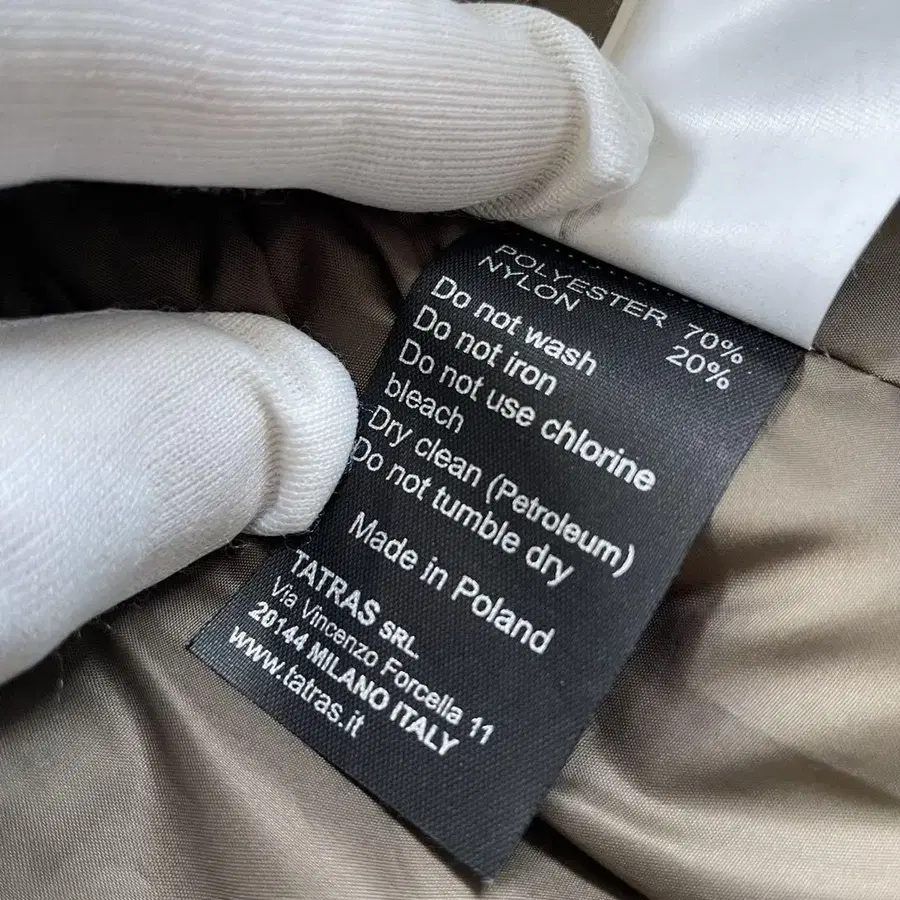 POLYESTER 70%
NYLON 20%
Do not wash
Do not iron
Do not use chlorine
bleach
Dry clean (Petroleum)
Do not tumble dry
Made in Poland
TATRAS SRL
Via Vincenzo Forcella 11
20144 MILANO ITALY
www.tatras.it